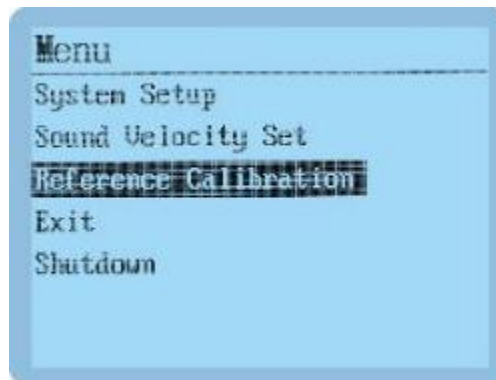 Menu
System Setup
Sound Velocity Set
Reference Calibration
Exit
Shutdown